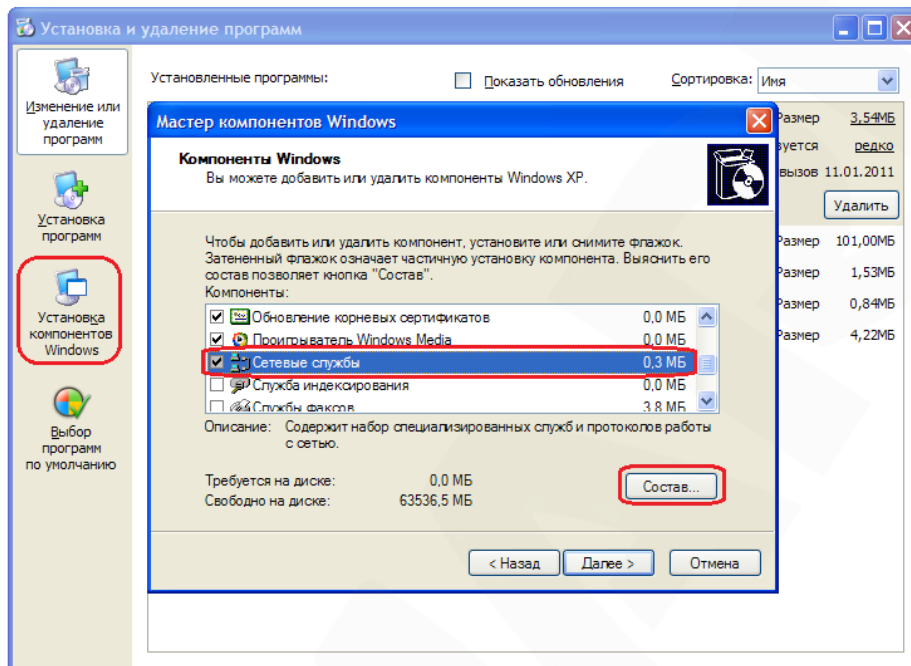 Установка и удаление программ
Установленные программы:
Показать обновления
Сортировка: Имя
Изменение или
удаление
программ
Установка
программ
Установка
компонентов
Windows
Выбор
программ
по умолчанию
Мастер компонентов Windows
Компоненты Windows
Вы можете добавить или удалить компоненты Windows XP.
Чтобы добавить или удалить компонент, установите или снимите флажок.
Затененный флажок означает частичную установку компонента. Выяснить его
состав позволяет кнопка "Состав".
Компоненты:
Обновление корневых сертификатов 0,0 МБ
Проигрыватель Windows Media 0,0 МБ
Сетевые службы 0,3 МБ
Служба индексирования 0,0 МБ
Службы факсов 3,8 МБ
Описание: Содержит набор специализированных служб и протоколов работы
с сетью.
Требуется на диске: 0,0 МБ
Свободно на диске: 63536,5 МБ
Состав...
< Назад Далее > Отмена
Размер 3,54МБ
зуется редко
вызов 11.01.2011
Удалить
Размер 101,00МБ
Размер 1,53МБ
Размер 0,84МБ
Размер 4,22МБ